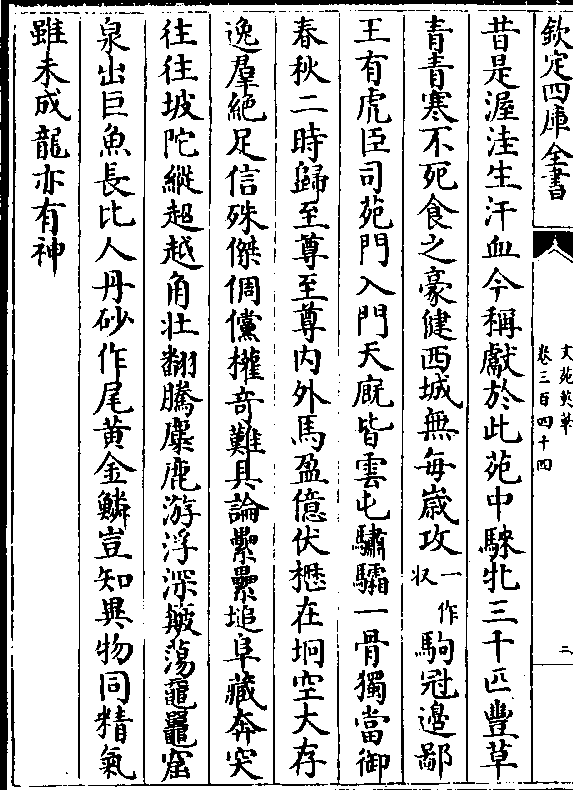 欽定四庫全書
文苑英華
卷三百四十四
二
昔是渥洼生汗血今稱獻於此苑中騋牝三千匹豐草
青青寒不死食之豪健西域無每歲攻一作収駒冠邊鄙
王有虎臣司苑門入門天廐皆雲屯驌驦一骨獨當御
春秋二時歸至尊至尊内外馬盈億伏櫪在坰空大存
逸羣絶足信殊傑倜儻權奇難具論纍纍塠阜藏奔突
往往坡陀縱超越角壯翻騰麋鹿游浮深簸蕩黿鼉窟
泉出巨魚長比人丹砂作尾黄金鱗豈知異物同精氣
雖未成龍亦有神